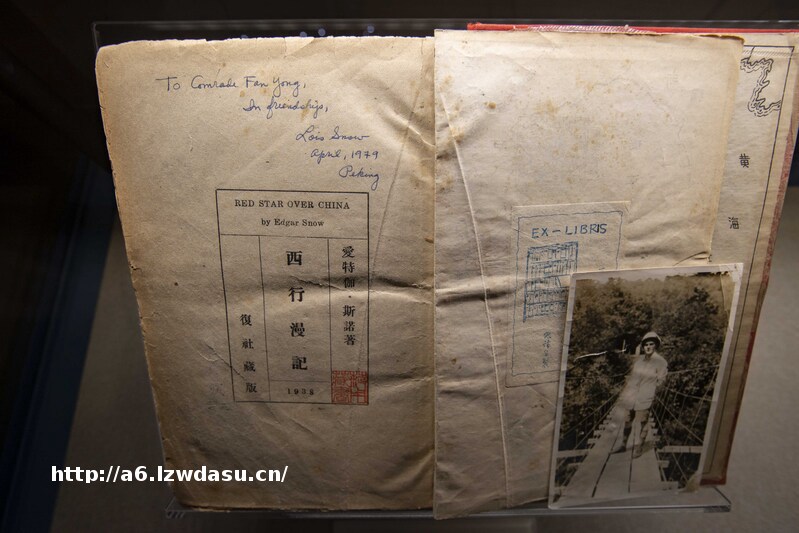 To Comrade Fan Yong,
In friendship,
Lois Snow
April, 1979
Peking
RED STAR OVER CHINA
by Edgar Snow
愛特伽·斯諾著
西行漫記
復社藏版
1938
EX-LIBRIS
黃海
http://a6.lzwdasu.cn/